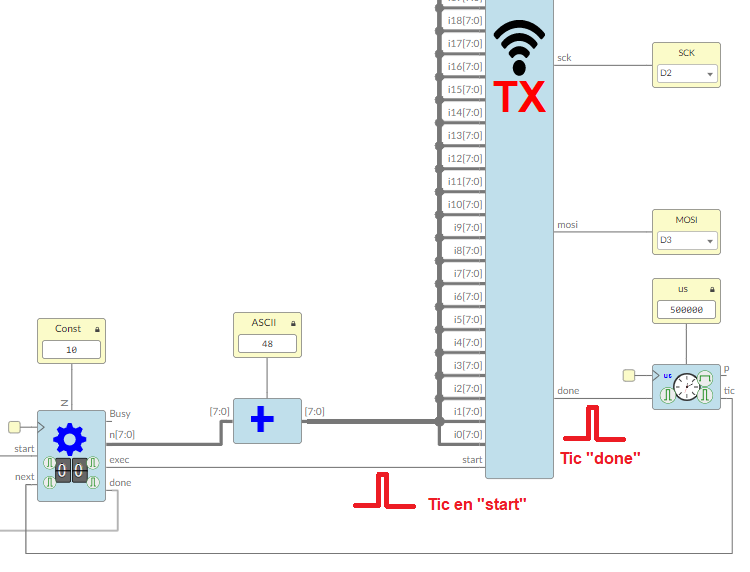 i18[7:0]
i17[7:0]
i16[7:0]
i15[7:0]
i14[7:0]
i13[7:0]
i12[7:0]
i11[7:0]
i10[7:0]
i9[7:0]
i8[7:0]
i7[7:0]
i6[7:0]
i5[7:0]
i4[7:0]
i3[7:0]
i2[7:0]
i1[7:0]
i0[7:0]
start
TX
sck
SCK
D2
mosi
MOSI
D3
us
500000
us
p
tic
done
Tic "done"
Const
10
ASCII
48
[7:0]
[7:0]
N
Busy
n[7:0]
exec
done
start
next
00
Tic en "start"